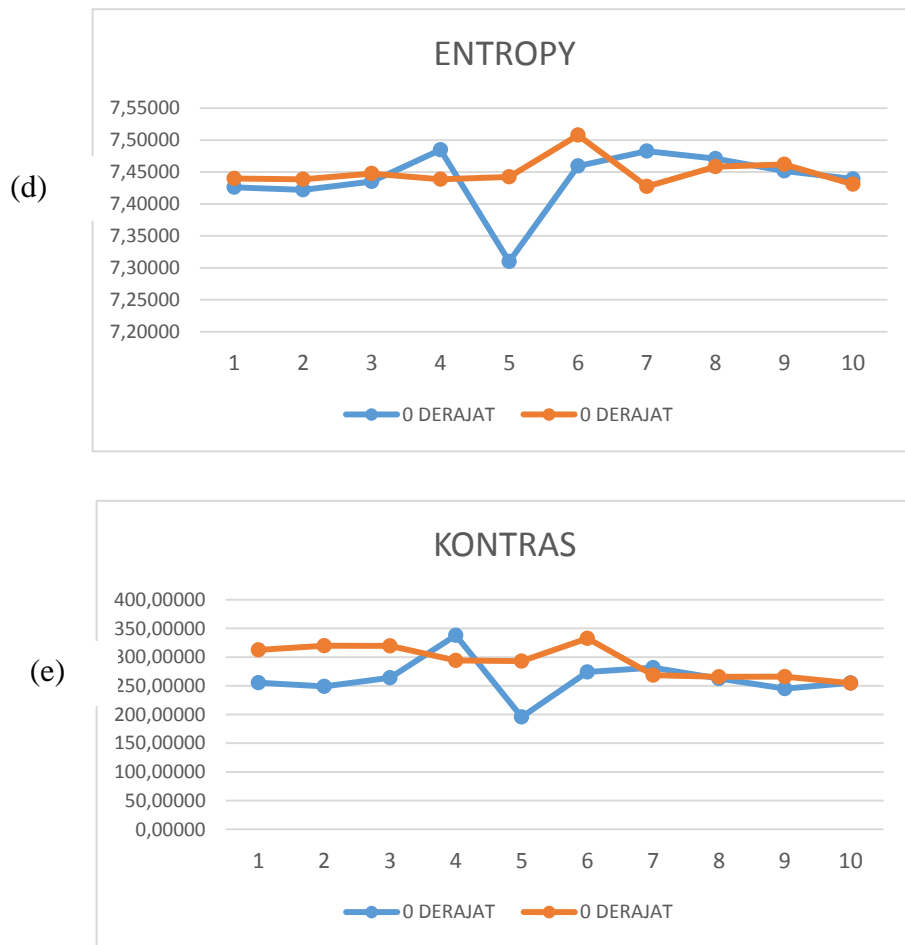 (d)
ENTROPY
7,55000
7,50000
7,45000
7,40000
7,35000
7,30000
7,25000
7,20000
1 2 3 4 5 6 7 8 9 10
0 DERAJAT 0 DERAJAT
(e)
KONTRAS
400,00000
350,00000
300,00000
250,00000
200,00000
150,00000
100,00000
50,00000
0,00000
1 2 3 4 5 6 7 8 9 10
0 DERAJAT 0 DERAJAT